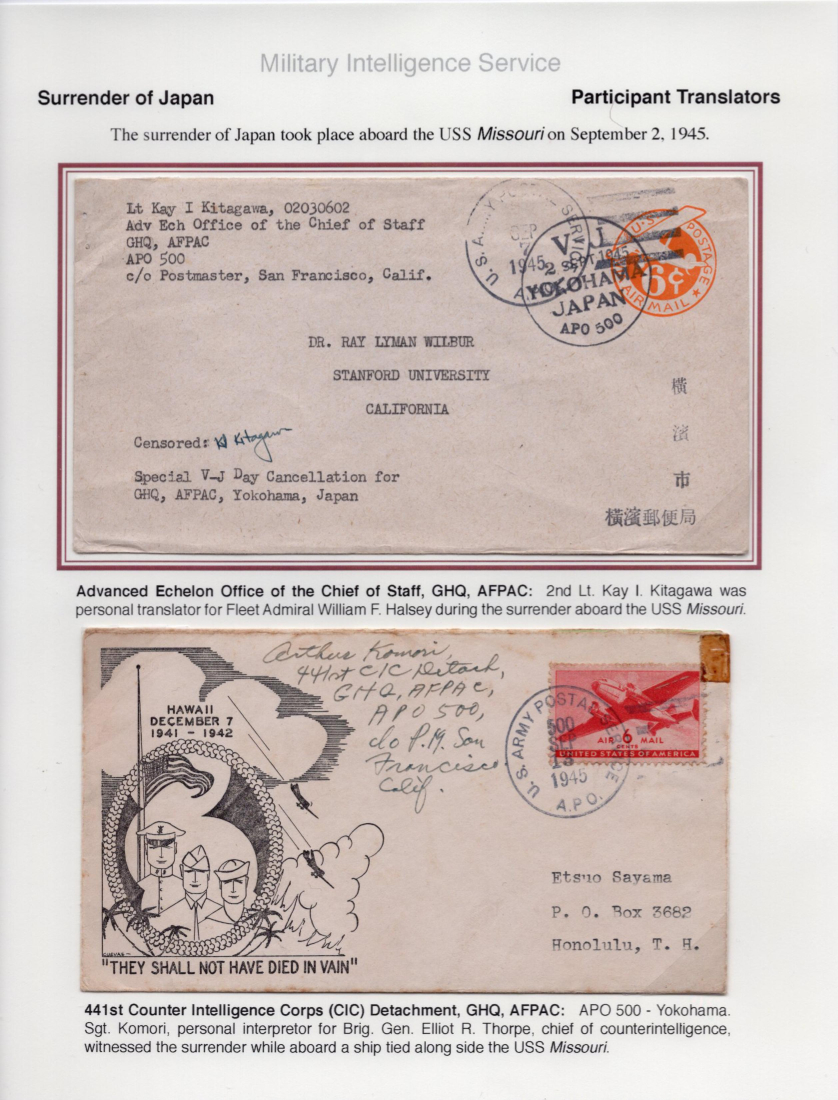 Military Intelligence Service
Surrender of Japan
Participant Translators
The surrender of Japan took place aboard the USS Missouri on September 2, 1945.
Lt Kay I Kitagawa, 02030602
Adv Ech Office of the Chief of Staff
GHQ, AFPAC
APO 500
c/o Postmaster, San Francisco, Calif.
U.S. ARMY POSTAL SERVICE
SEP
7
1945
A.P.O.
V J
2 SEPT 1945
YOKOHAMA
JAPAN
APO 500
U.S. POSTAGE
6¢
AIR MAIL
DR. RAY LYMAN WILBUR
STANFORD UNIVERSITY
CALIFORNIA
橫
濱
市
橫濱郵便局
Censored: KI Kitagawa
Special V-J Day Cancellation for
GHQ, AFPAC, Yokohama, Japan
Advanced Echelon Office of the Chief of Staff, GHQ, AFPAC: 2nd Lt. Kay I. Kitagawa was
personal translator for Fleet Admiral William F. Halsey during the surrender aboard the USS Missouri.
Arthur Komori,
441st CIC Detach,
GHQ, AFPAC,
APO 500,
c/o P.M. San
Francisco
Calif.
HAWAII
DECEMBER 7
1941 - 1942
U.S. ARMY POSTAL SERVICE
500
SEP
13
1945
A.P.O.
AIR 6 MAIL
CENTS
UNITED STATES OF AMERICA
Etsuo Sayama
P. O. Box 3682
Honolulu, T. H.
CUEVAS
"THEY SHALL NOT HAVE DIED IN VAIN"
441st Counter Intelligence Corps (CIC) Detachment, GHQ, AFPAC: APO 500 - Yokohama.
Sgt. Komori, personal interpretor for Brig. Gen. Elliot R. Thorpe, chief of counterintelligence,
witnessed the surrender while aboard a ship tied along side the USS Missouri.